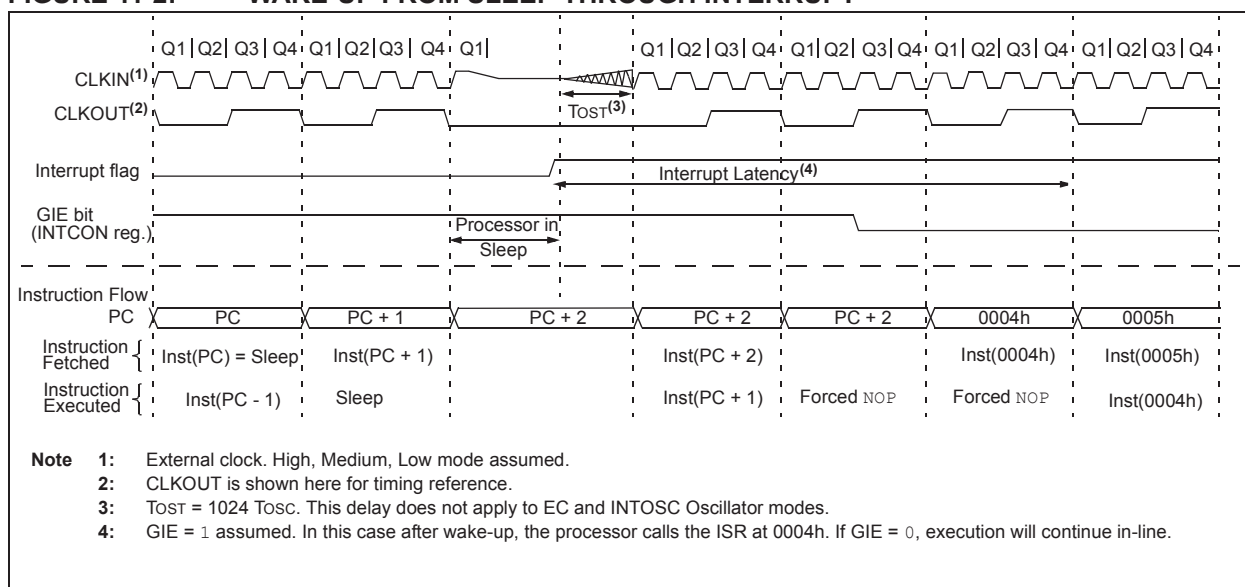 Q1 Q2 Q3 Q4 Q1 Q2 Q3 Q4 Q1 Q1 Q2 Q3 Q4 Q1 Q2 Q3 Q4 Q1 Q2 Q3 Q4 Q1 Q2 Q3 Q4
CLKIN(1)
CLKOUT(2)
TOST(3)
Interrupt flag
Interrupt Latency(4)
GIE bit
(INTCON reg.)
Processor in
Sleep
Instruction Flow
PC PC PC + 1 PC + 2 PC + 2 PC + 2 0004h 0005h
Instruction
Fetched
Inst(PC) = Sleep Inst(PC + 1) Inst(PC + 2) Inst(0004h) Inst(0005h)
Instruction
Executed
Inst(PC - 1) Sleep Inst(PC + 1) Forced NOP Forced NOP Inst(0004h)
Note 1: External clock. High, Medium, Low mode assumed.
2: CLKOUT is shown here for timing reference.
3: TOST = 1024 TOSC. This delay does not apply to EC and INTOSC Oscillator modes.
4: GIE = 1 assumed. In this case after wake-up, the processor calls the ISR at 0004h. If GIE = 0, execution will continue in-line.